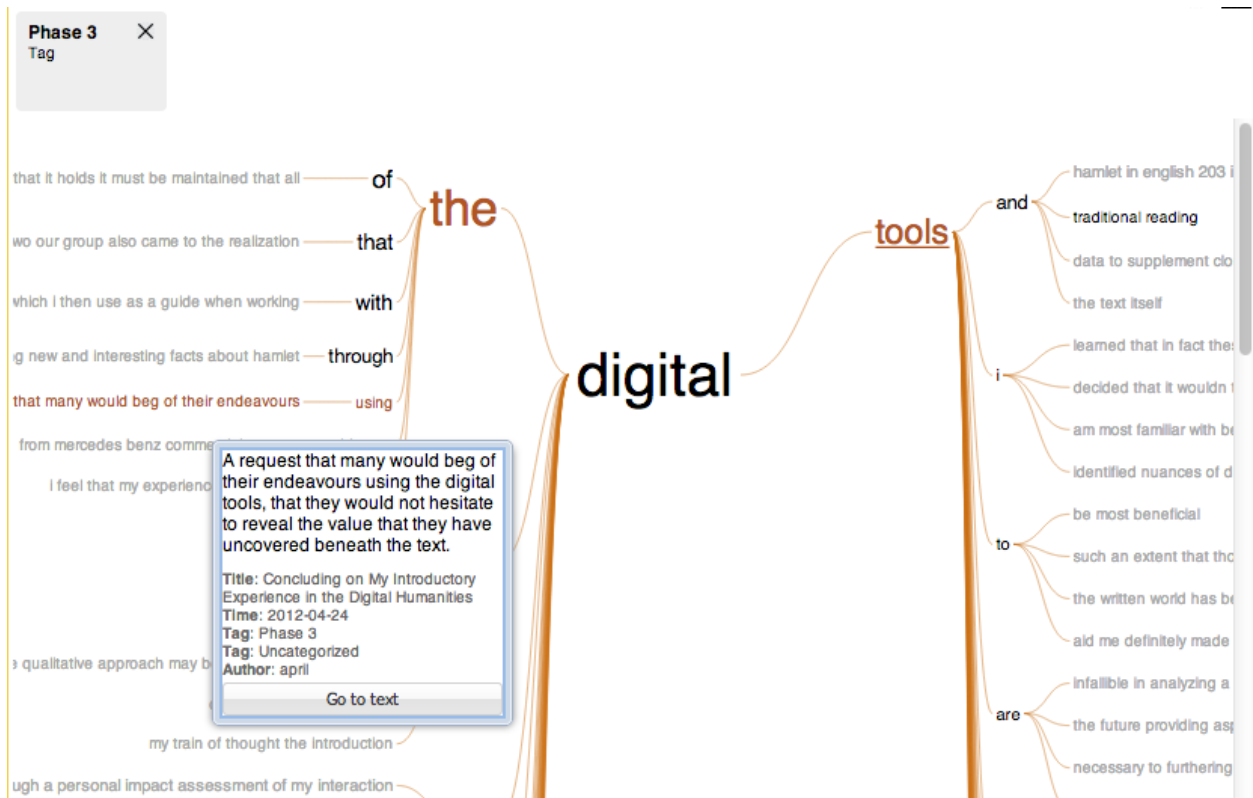 Phase 3
Tag
that it holds it must be maintained that all
of
the
wo our group also came to the realization
that
which i then use as a guide when working
with
g new and interesting facts about hamlet
through
that many would beg of their endeavours
using
from mercedes benz comme
i feel that my experienc
qualitative approach may b
my train of thought the introduction
ugh a personal impact assessment of my interaction
digital
A request that many would beg of
their endeavours using the digital
tools, that they would not hesitate
to reveal the value that they have
uncovered beneath the text.
Title: Concluding on My Introductory
Experience in the Digital Humanities
Time: 2012-04-24
Tag: Phase 3
Tag: Uncategorized
Author: april
Go to text
tools
and
hamlet in english 203 i
traditional reading
data to supplement clo
the text itself
i
learned that in fact thes
decided that it wouldn t
am most familiar with be
identified nuances of d
to
be most beneficial
such an extent that tho
the written world has be
aid me definitely made
are
infallible in analyzing a
the future providing asp
necessary to furthering